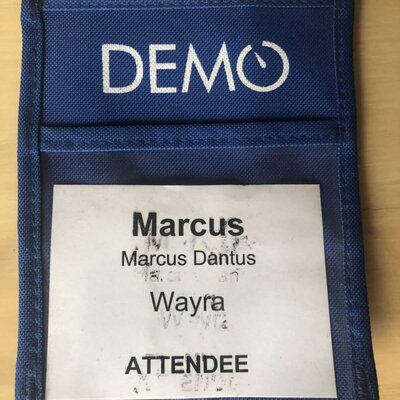 DEMO
Marcus
Marcus Dantus
Wayra
ATTENDEE